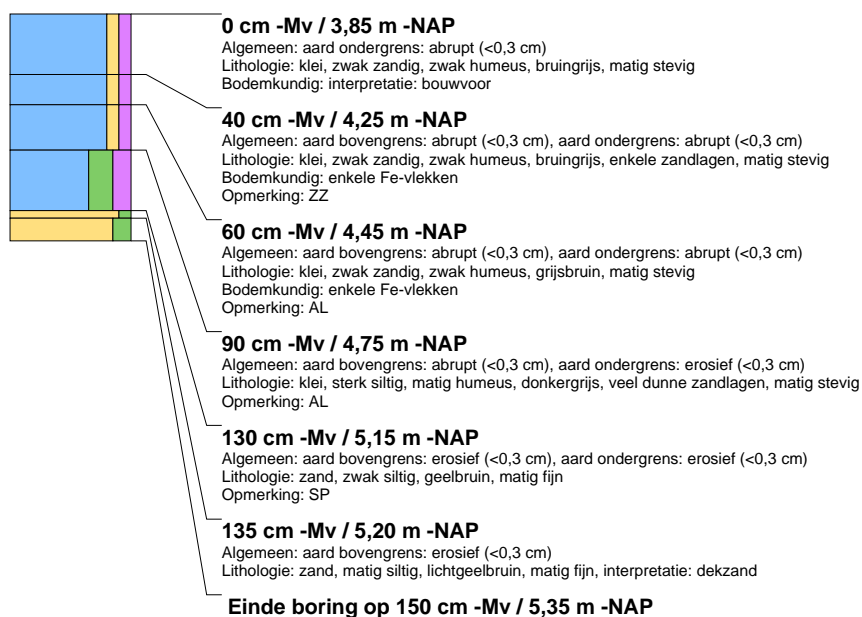 0 cm -Mv / 3,85 m -NAP
Algemeen: aard ondergrens: abrupt (<0,3 cm)
Lithologie: klei, zwak zandig, zwak humeus, bruingrijs, matig stevig
Bodemkundig: interpretatie: bouwvoor
40 cm -Mv / 4,25 m -NAP
Algemeen: aard bovengrens: abrupt (<0,3 cm), aard ondergrens: abrupt (<0,3 cm)
Lithologie: klei, zwak zandig, zwak humeus, bruingrijs, enkele zandlagen, matig stevig
Bodemkundig: enkele Fe-vlekken
Opmerking: ZZ
60 cm -Mv / 4,45 m -NAP
Algemeen: aard bovengrens: abrupt (<0,3 cm), aard ondergrens: abrupt (<0,3 cm)
Lithologie: klei, zwak zandig, zwak humeus, grijsbruin, matig stevig
Bodemkundig: enkele Fe-vlekken
Opmerking: AL
90 cm -Mv / 4,75 m -NAP
Algemeen: aard bovengrens: abrupt (<0,3 cm), aard ondergrens: erosief (<0,3 cm)
Lithologie: klei, sterk siltig, matig humeus, donkergrijs, veel dunne zandlagen, matig stevig
Opmerking: AL
130 cm -Mv / 5,15 m -NAP
Algemeen: aard bovengrens: erosief (<0,3 cm), aard ondergrens: erosief (<0,3 cm)
Lithologie: zand, zwak siltig, geelbruin, matig fijn
Opmerking: SP
135 cm -Mv / 5,20 m -NAP
Algemeen: aard bovengrens: erosief (<0,3 cm)
Lithologie: zand, matig siltig, lichtgeelbruin, matig fijn, interpretatie: dekzand
Einde boring op 150 cm -Mv / 5,35 m -NAP